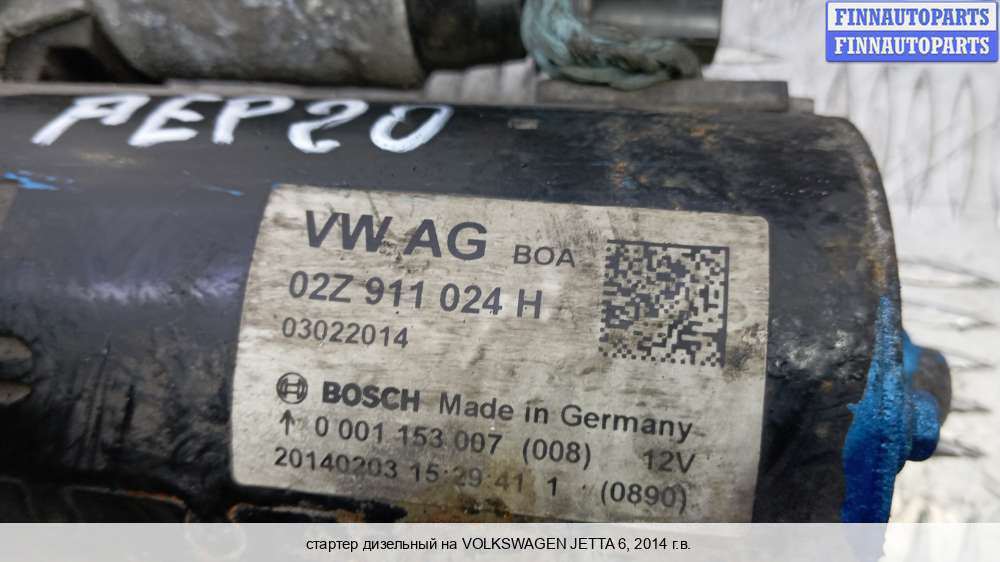 FINNAUTOPARTS
FINNAUTOPARTS
AEP20
VW AG BOA
02Z 911 024 H
03022014
BOSCH Made in Germany
↑ 0 001 153 007 (008) 12V
20140203 15:29 41 1 (0890)
стартер дизельный на VOLKSWAGEN JETTA 6, 2014 г.в.